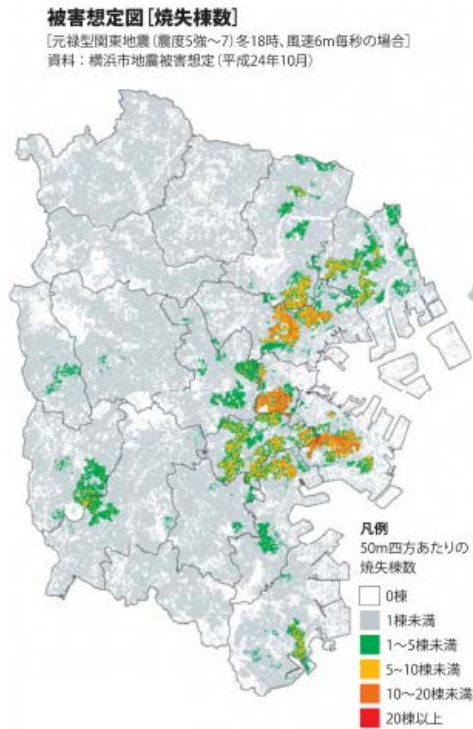 被害想定図[焼失棟数]
[元禄型関東地震(震度5強～7)冬18時、風速6m毎秒の場合]
資料：横浜市地震被害想定(平成24年10月)
凡例
50m四方あたりの
焼失棟数
0棟
1棟未満
1～5棟未満
5～10棟未満
10～20棟未満
20棟以上